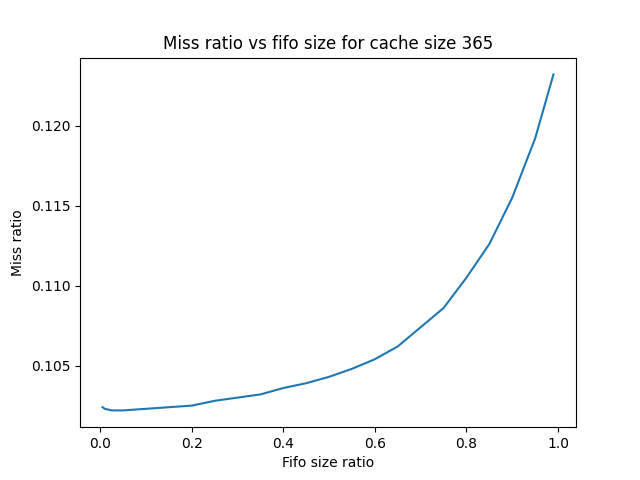 Miss ratio vs fifo size for cache size 365
0.120
0.115
0.110
0.105
Miss ratio
0.0 0.2 0.4 0.6 0.8 1.0
Fifo size ratio